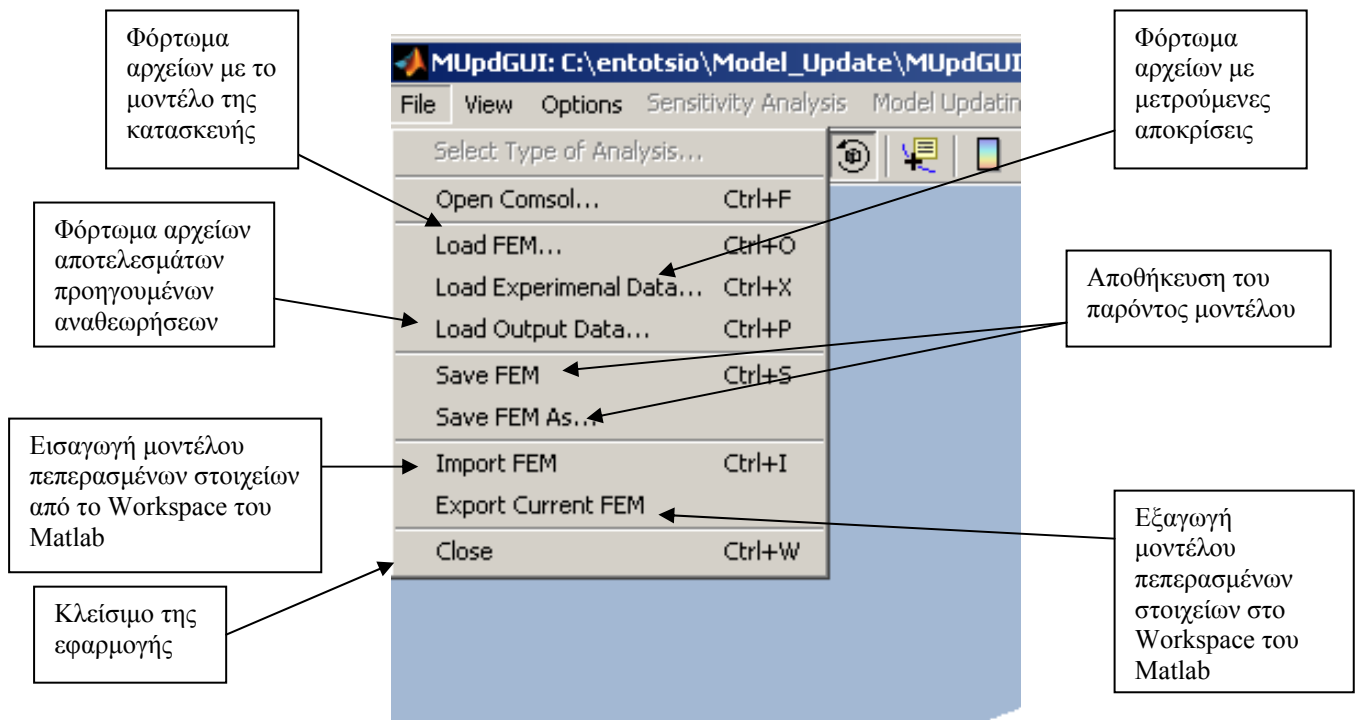 Φόρτωμα
αρχείων με το
μοντέλο της
κατασκευής
Φόρτωμα αρχείων
αποτελεσμάτων
προηγουμένων
αναθεωρήσεων
Εισαγωγή μοντέλου
πεπερασμένων στοιχείων
από το Workspace του
Matlab
Κλείσιμο της
εφαρμογής
MUpdGUI: C:\entotsio\Model_Update\MUpdGUI
File View Options Sensitivity Analysis Model Updatin
Select Type of Analysis...
Open Comsol... Ctrl+F
Load FEM... Ctrl+O
Load Experimenal Data... Ctrl+X
Load Output Data... Ctrl+P
Save FEM Ctrl+S
Save FEM As...
Import FEM Ctrl+I
Export Current FEM
Close Ctrl+W
Φόρτωμα
αρχείων με
μετρούμενες
αποκρίσεις
Αποθήκευση του
παρόντος μοντέλου
Εξαγωγή
μοντέλου
πεπερασμένων
στοιχείων στο
Workspace του
Matlab